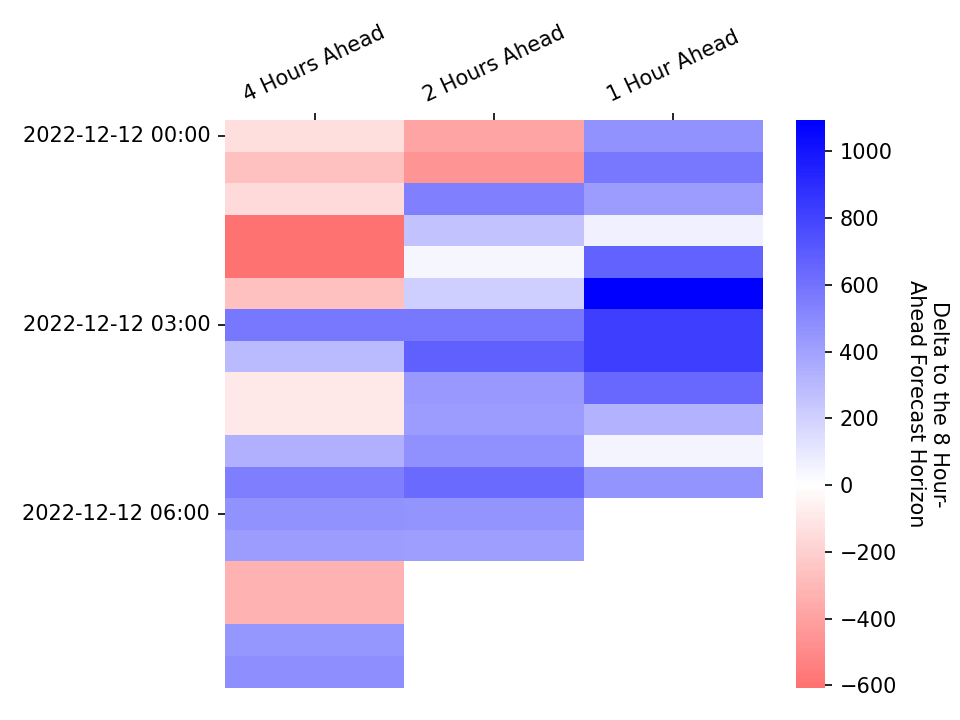 4 Hours Ahead
2 Hours Ahead
1 Hour Ahead
2022-12-12 00:00
2022-12-12 03:00
2022-12-12 06:00
1000
800
600
400
200
0
−200
−400
−600
Delta to the 8 Hour-
Ahead Forecast Horizon